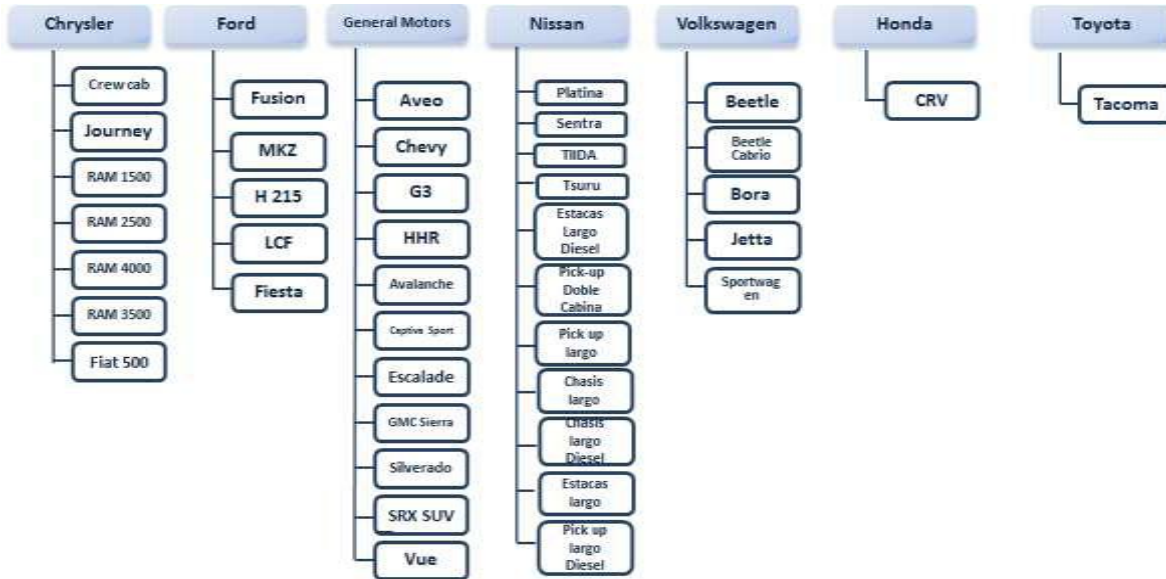 Chrysler
Crew cab
Journey
RAM 1500
RAM 2500
RAM 4000
RAM 3500
Fiat 500
Ford
Fusion
MKZ
H 215
LCF
Fiesta
General Motors
Aveo
Chevy
G3
HHR
Avalanche
Captiva Sport
Escalade
GMC Sierra
Silverado
SRX SUV
Vue
Nissan
Platina
Sentra
TIIDA
Tsuru
Estacas
Largo
Diesel
Pick-up
Doble
Cabina
Pick up
largo
Chasis
largo
Chasis
largo
Diesel
Estacas
largo
Pick up
largo
Diesel
Volkswagen
Beetle
Beetle
Cabrio
Bora
Jetta
Sportwag
en
Honda
CRV
Toyota
Tacoma